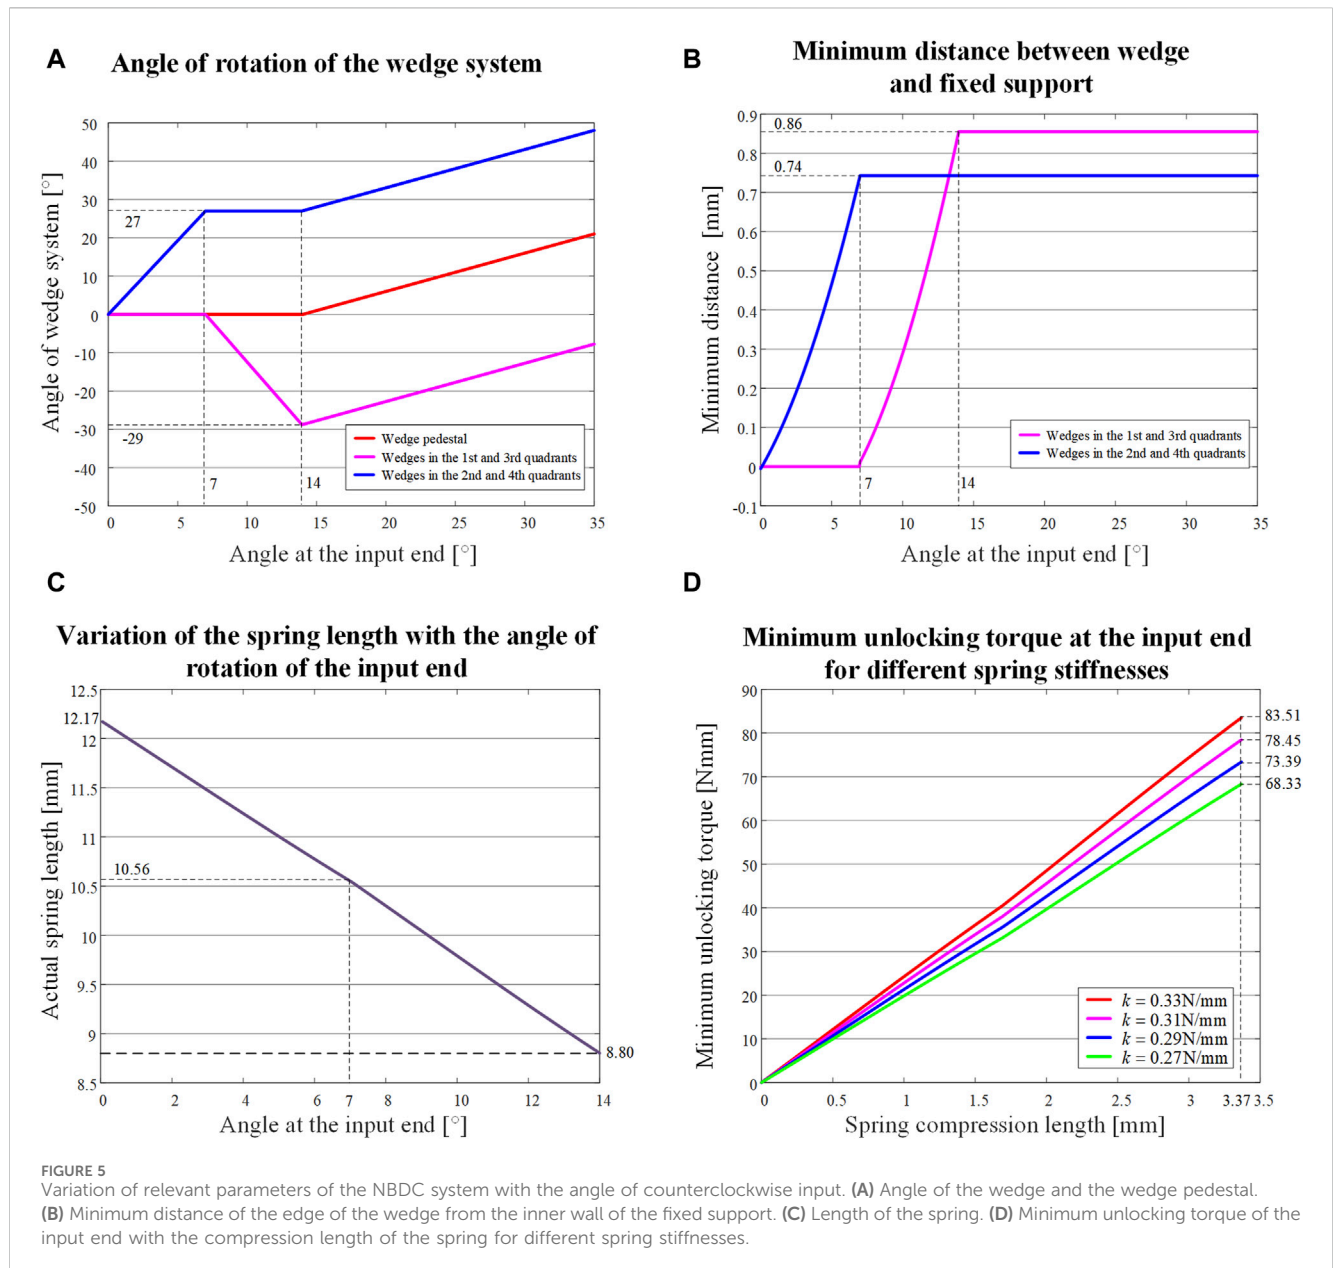 A
Angle of rotation of the wedge system
Angle of wedge system [°]
50
40
30
20
10
0
-10
-20
-30
-40
-50
27
-29
7
14
Wedge pedestal
Wedges in the 1st and 3rd quadrants
Wedges in the 2nd and 4th quadrants
0 5 10 15 20 25 30 35
Angle at the input end [°]
B
Minimum distance between wedge
and fixed support
Minimum distance [mm]
0.9
0.8
0.7
0.6
0.5
0.4
0.3
0.2
0.1
0
-0.1
0.86
0.74
7
14
Wedges in the 1st and 3rd quadrants
Wedges in the 2nd and 4th quadrants
0 5 10 15 20 25 30 35
Angle at the input end [°]
C
Variation of the spring length with the angle of
rotation of the input end
Actual spring length [mm]
12.5
12.17
12
11.5
11
10.56
10.5
10
9.5
9
8.80
8.5
0 2 4 6 7 8 10 12 14
Angle at the input end [°]
D
Minimum unlocking torque at the input end
for different spring stiffnesses
Minimum unlocking torque [Nmm]
90
80
70
60
50
40
30
20
10
0
83.51
78.45
73.39
68.33
k = 0.33N/mm
k = 0.31N/mm
k = 0.29N/mm
k = 0.27N/mm
0 0.5 1 1.5 2 2.5 3 3.37 3.5
Spring compression length [mm]
FIGURE 5
Variation of relevant parameters of the NBDC system with the angle of counterclockwise input. (A) Angle of the wedge and the wedge pedestal.
(B) Minimum distance of the edge of the wedge from the inner wall of the fixed support. (C) Length of the spring. (D) Minimum unlocking torque of the
input end with the compression length of the spring for different spring stiffnesses.